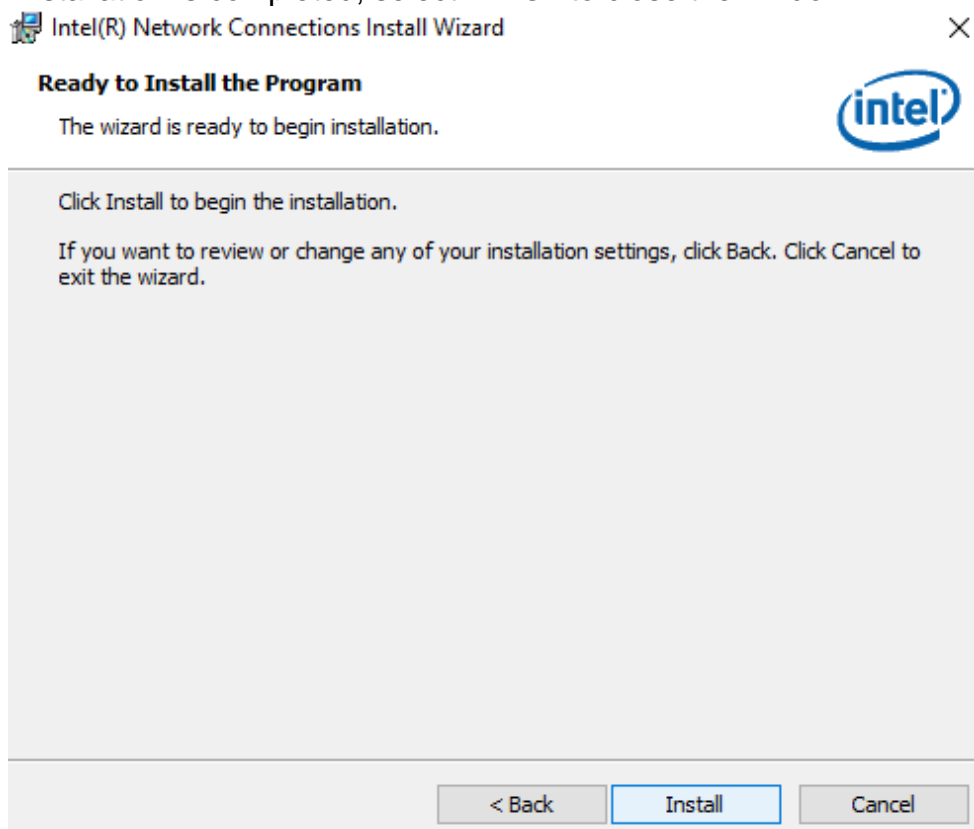 Intel(R) Network Connections Install Wizard
Ready to Install the Program
intel
The wizard is ready to begin installation.
Click Install to begin the installation.
If you want to review or change any of your installation settings, click Back. Click Cancel to
exit the wizard.
< Back Install Cancel